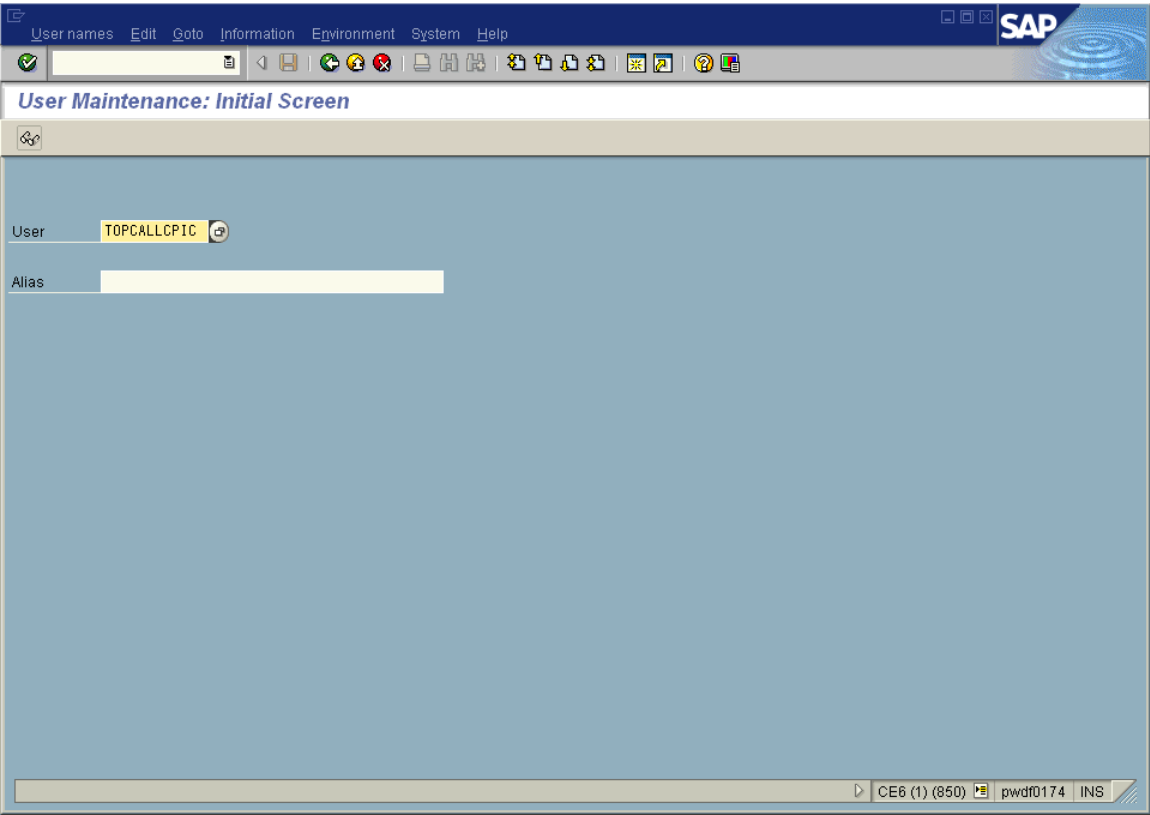 User names Edit Goto Information Environment System Help
SAP
User Maintenance: Initial Screen
User TOPCALLCPIC
Alias
CE6 (1) (850) pwdf0174 INS